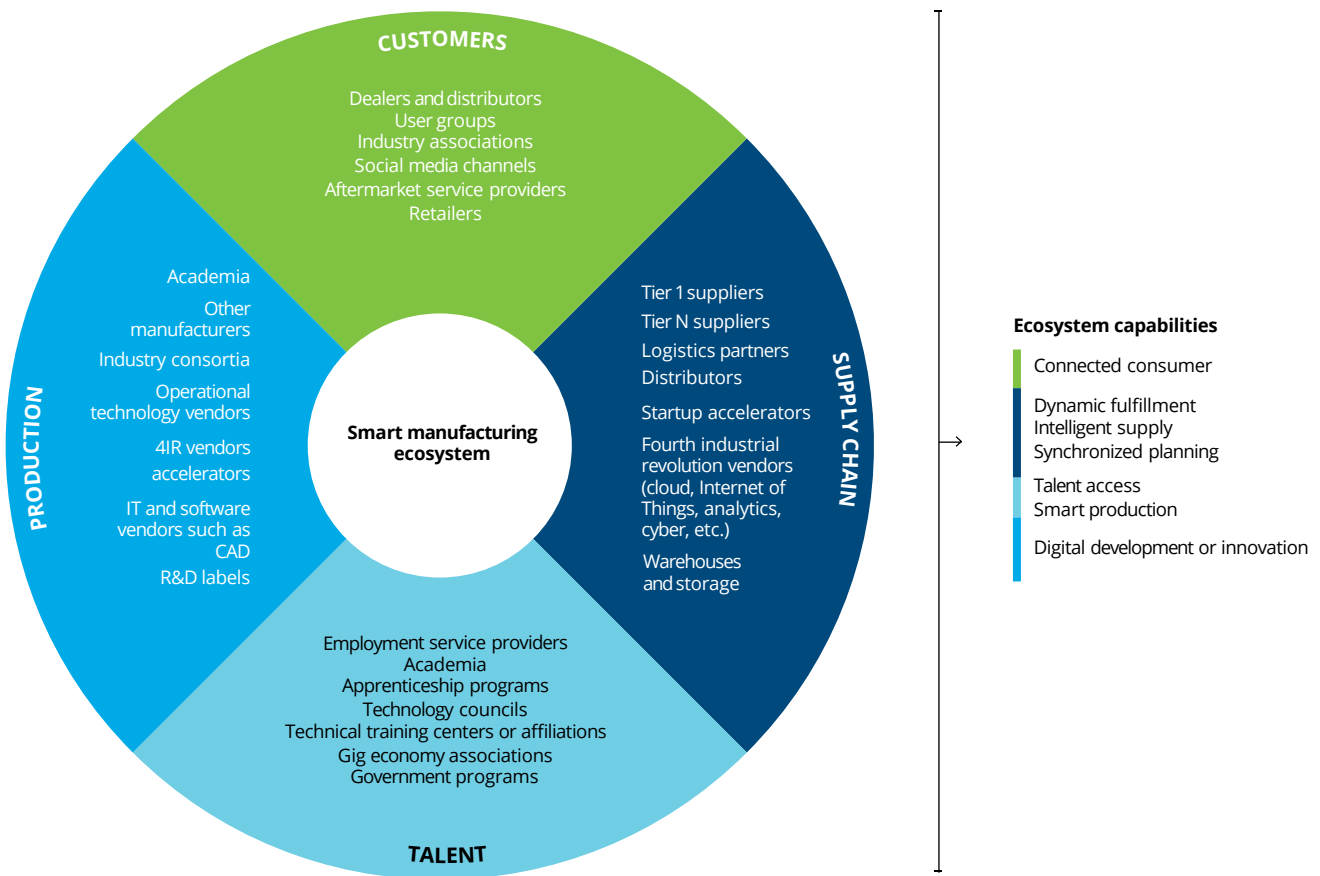 CUSTOMERS
Dealers and distributors
User groups
Industry associations
Social media channels
Aftermarket service providers
Retailers
PRODUCTION
Academia
Other
manufacturers
Industry consortia
Operational
technology vendors
4IR vendors
accelerators
IT and software
vendors such as
CAD
R&D labels
Smart manufacturing
ecosystem
SUPPLY CHAIN
Tier 1 suppliers
Tier N suppliers
Logistics partners
Distributors
Startup accelerators
Fourth industrial
revolution vendors
(cloud, Internet of
Things, analytics,
cyber, etc.)
Warehouses
and storage
Employment service providers
Academia
Apprenticeship programs
Technology councils
Technical training centers or affiliations
Gig economy associations
Government programs
TALENT
Ecosystem capabilities
Connected consumer
Dynamic fulfillment
Intelligent supply
Synchronized planning
Talent access
Smart production
Digital development or innovation